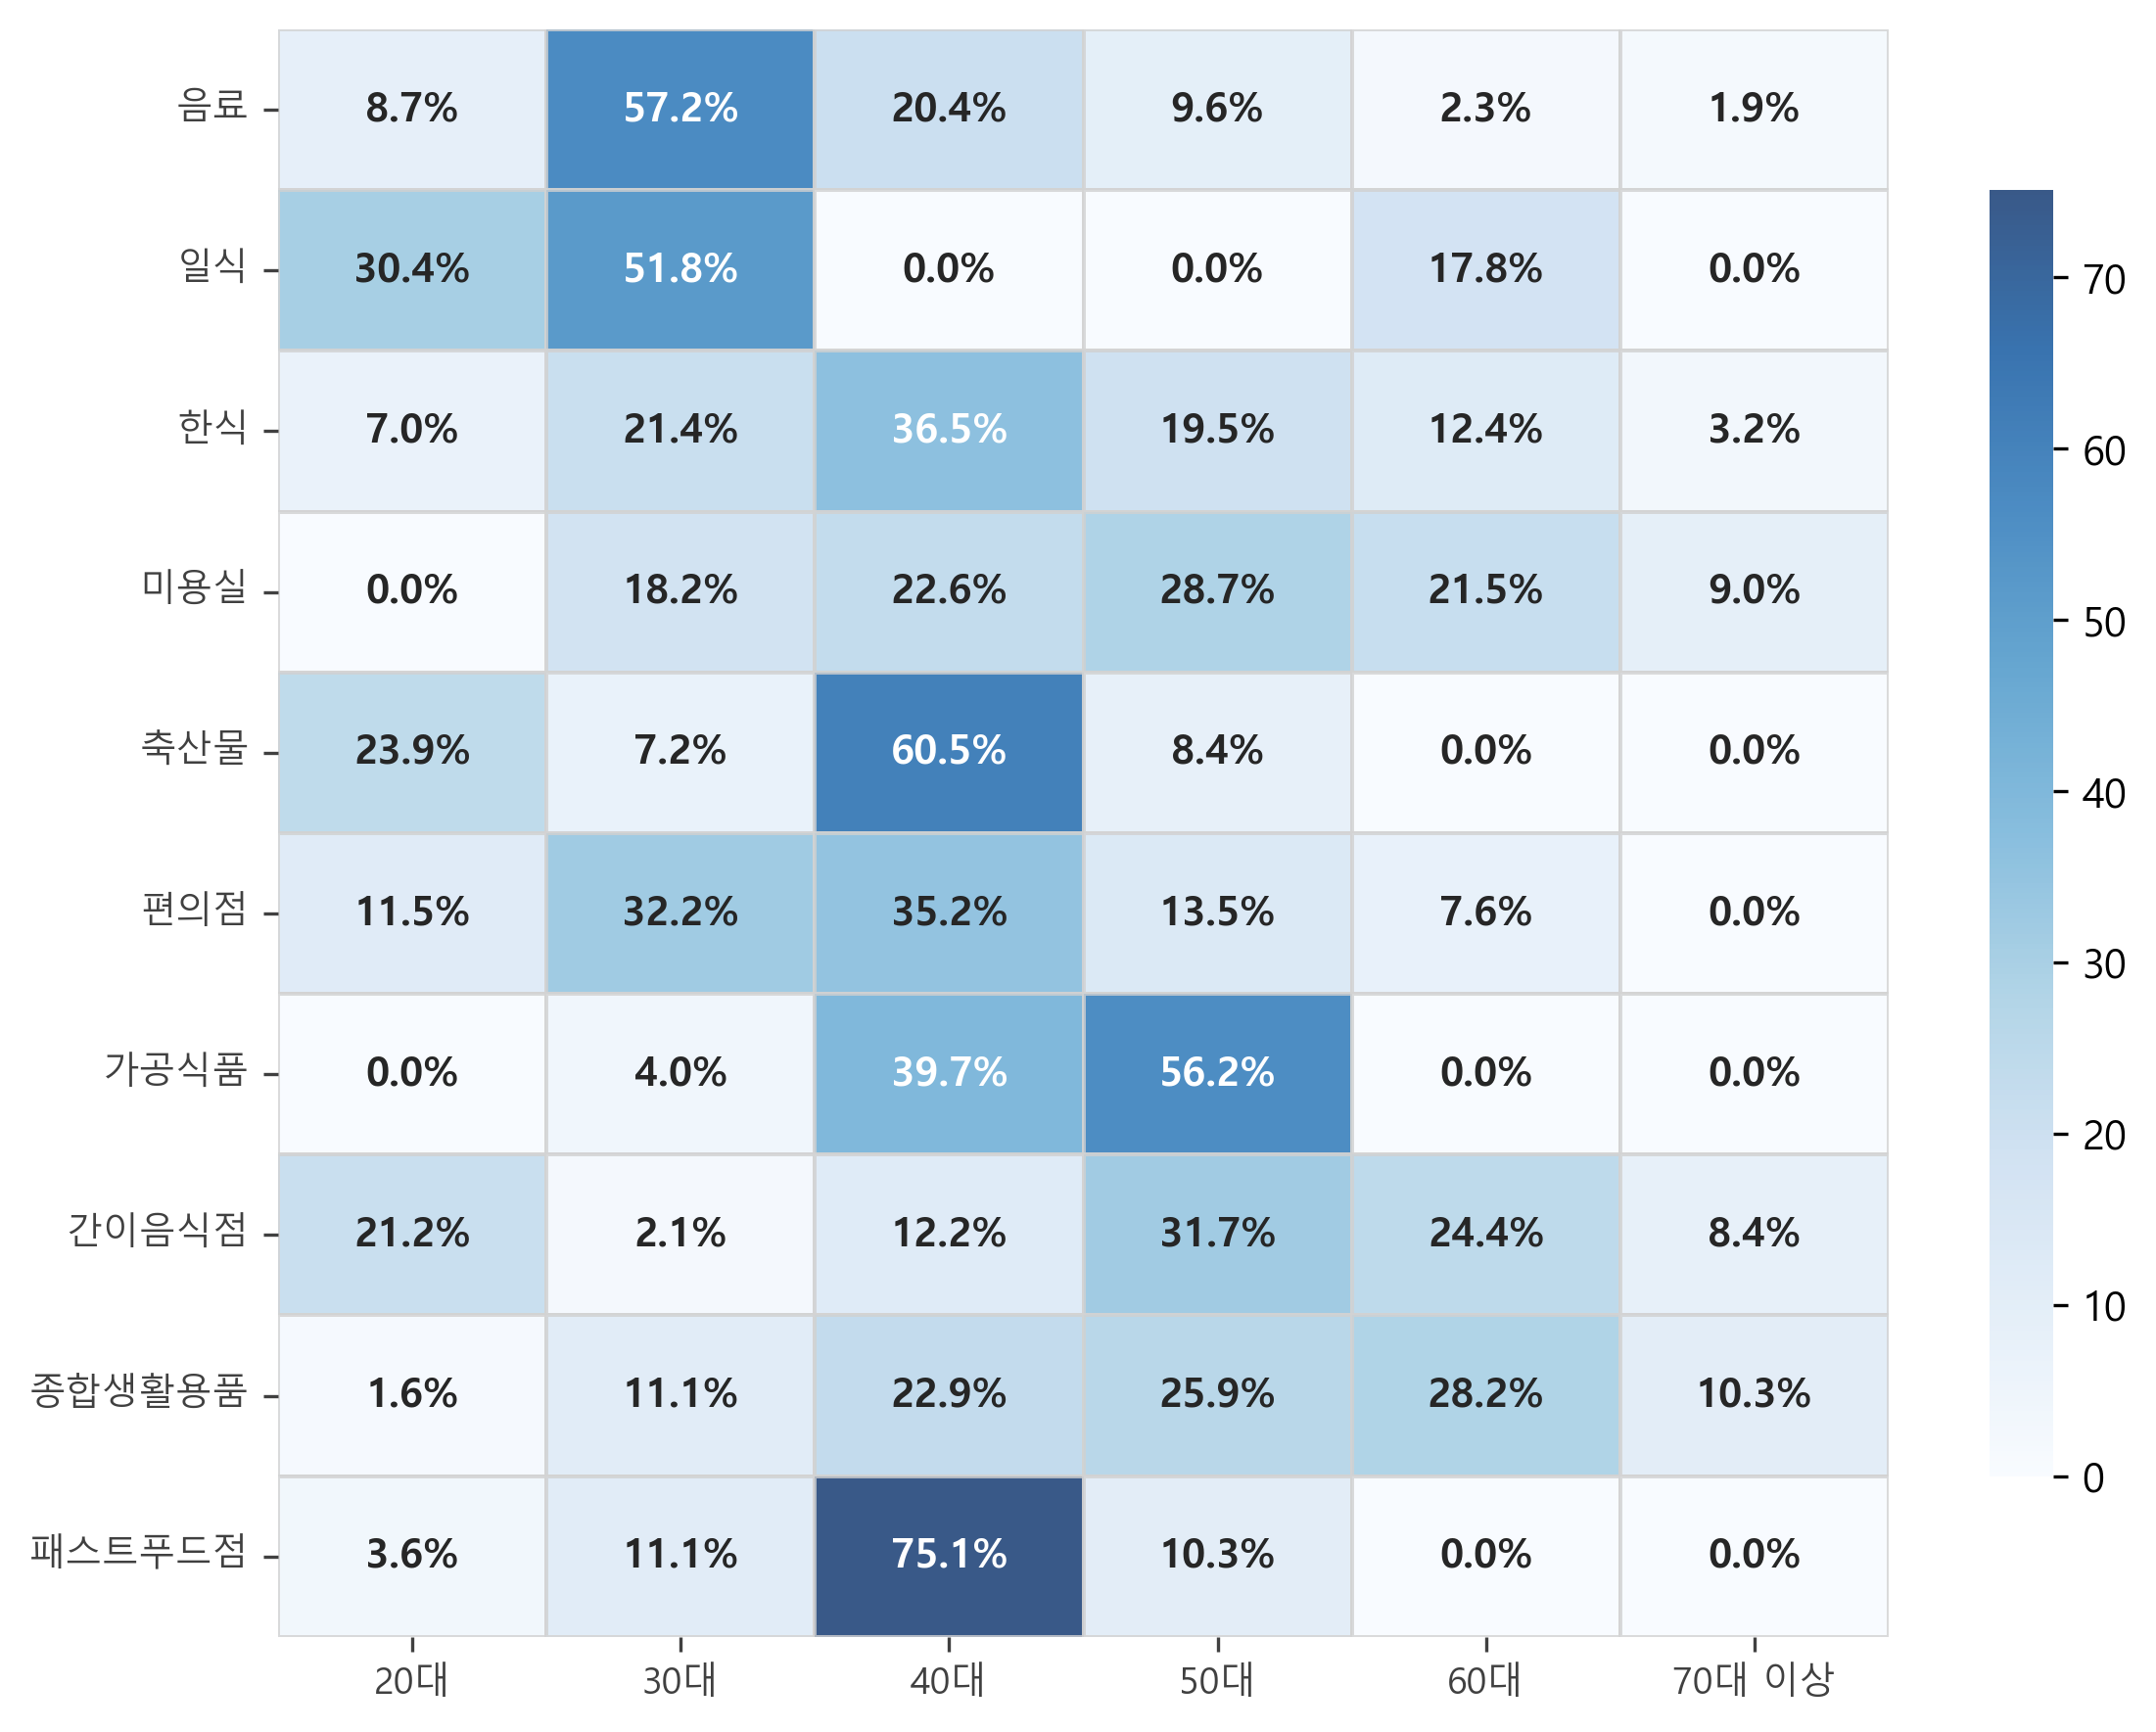 음료 8.7% 57.2% 20.4% 9.6% 2.3% 1.9%
일식 30.4% 51.8% 0.0% 0.0% 17.8% 0.0%
한식 7.0% 21.4% 36.5% 19.5% 12.4% 3.2%
미용실 0.0% 18.2% 22.6% 28.7% 21.5% 9.0%
축산물 23.9% 7.2% 60.5% 8.4% 0.0% 0.0%
편의점 11.5% 32.2% 35.2% 13.5% 7.6% 0.0%
가공식품 0.0% 4.0% 39.7% 56.2% 0.0% 0.0%
간이음식점 21.2% 2.1% 12.2% 31.7% 24.4% 8.4%
종합생활용품 1.6% 11.1% 22.9% 25.9% 28.2% 10.3%
패스트푸드점 3.6% 11.1% 75.1% 10.3% 0.0% 0.0%
20대 30대 40대 50대 60대 70대 이상
70
60
50
40
30
20
10
0